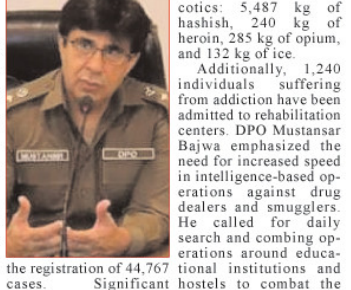 MUSTANSAR
DPO
the registration of 44,767
cases. Significant
cotics: 5,487 kg of
hashish, 240 kg of
heroin, 285 kg of opium,
and 132 kg of ice.
Additionally, 1,240
individuals suffering
from addiction have been
admitted to rehabilitation
centers. DPO Mustansar
Bajwa emphasized the
need for increased speed
in intelligence-based op-
erations against drug
dealers and smugglers.
He called for daily
search and combing op-
erations around educa-
tional institutions and
hostels to combat the